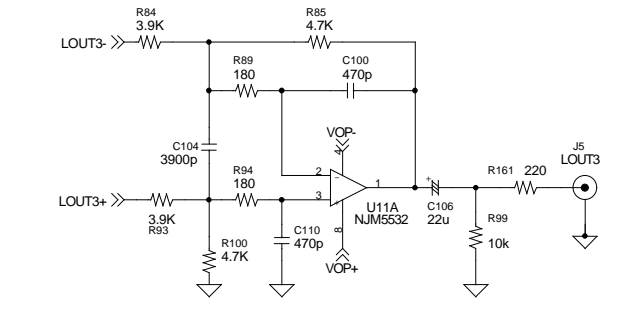 R84
3.9K
R85
4.7K
LOUT3-
R89
180
C100
470p
C104
3900p
VOP-
4
J5
LOUT3
R94
180
2
-
1
R161 220
LOUT3+
3
+
U11A
NJM5532
+
C106
22u
3.9K
R93
R99
10k
R100
4.7K
C110
470p
8
VOP+